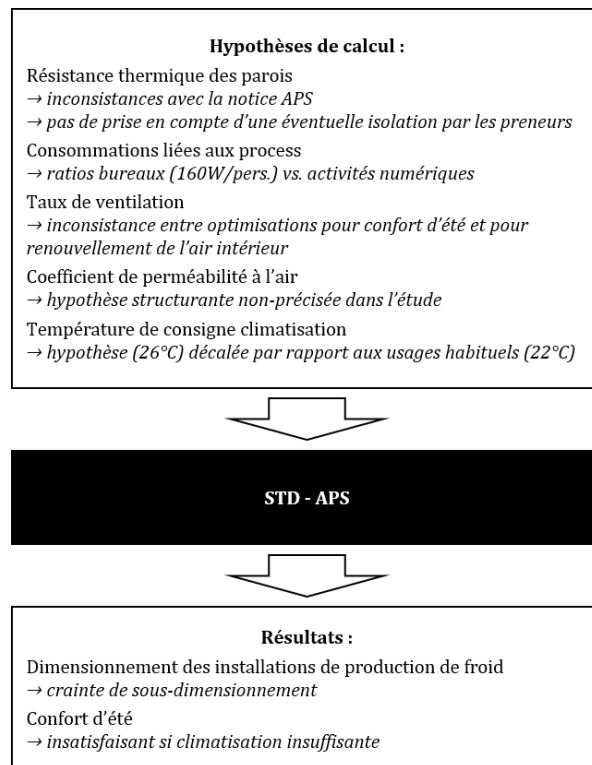 Hypothèses de calcul :
Résistance thermique des parois
→ inconsistances avec la notice APS
→ pas de prise en compte d’une éventuelle isolation par les preneurs
Consommations liées aux process
→ ratios bureaux (160W/pers.) vs. activités numériques
Taux de ventilation
→ inconsistance entre optimisations pour confort d’été et pour
renouvellement de l’air intérieur
Coefficient de perméabilité à l’air
→ hypothèse structurante non-précisée dans l’étude
Température de consigne climatisation
→ hypothèse (26°C) décalée par rapport aux usages habituels (22°C)
STD - APS
Résultats :
Dimensionnement des installations de production de froid
→ crainte de sous-dimensionnement
Confort d’été
→ insatisfaisant si climatisation insuffisante